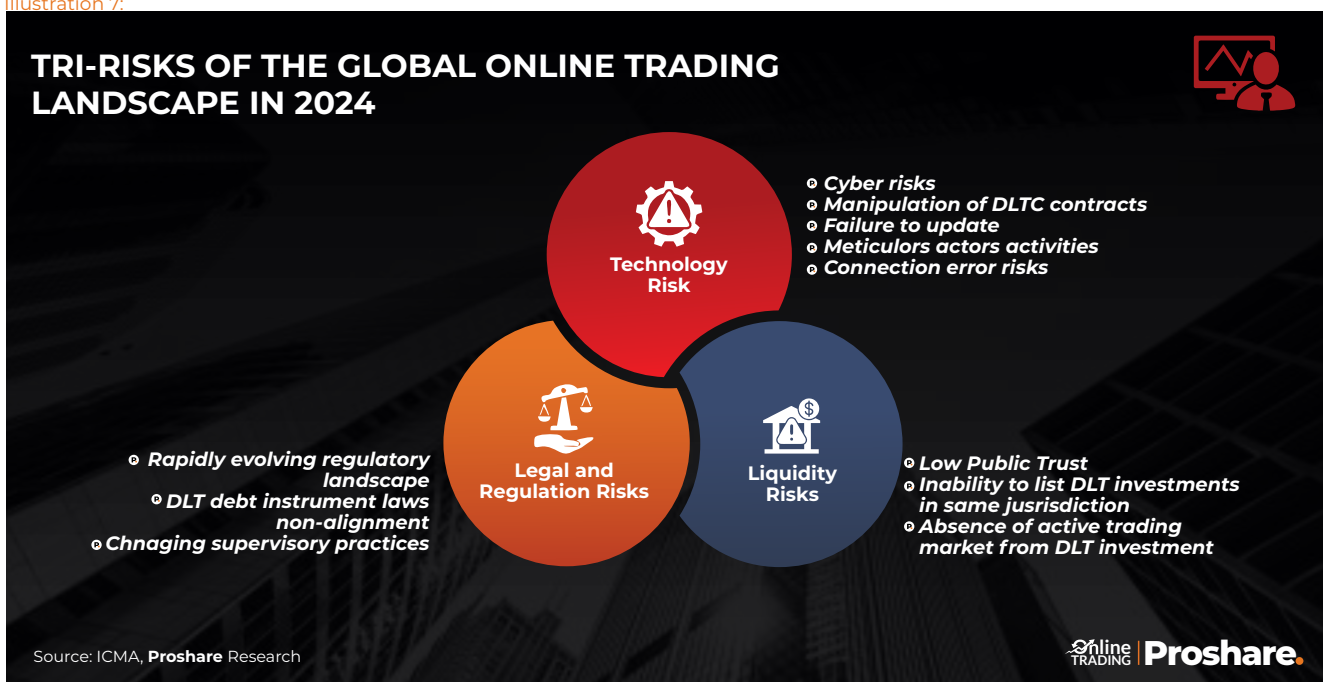 Illustration 7:
TRI-RISKS OF THE GLOBAL ONLINE TRADING
LANDSCAPE IN 2024
Technology
Risk
Cyber risks
Manipulation of DLTC contracts
Failure to update
Meticulors actors activities
Connection error risks
Legal and
Regulation Risks
Rapidly evolving regulatory
landscape
DLT debt instrument laws
non-alignment
Chnaging supervisory practices
Liquidity
Risks
Low Public Trust
Inability to list DLT investments
in same jusrisdiction
Absence of active trading
market from DLT investment
Source: ICMA, Proshare Research
Online
TRADING
Proshare.